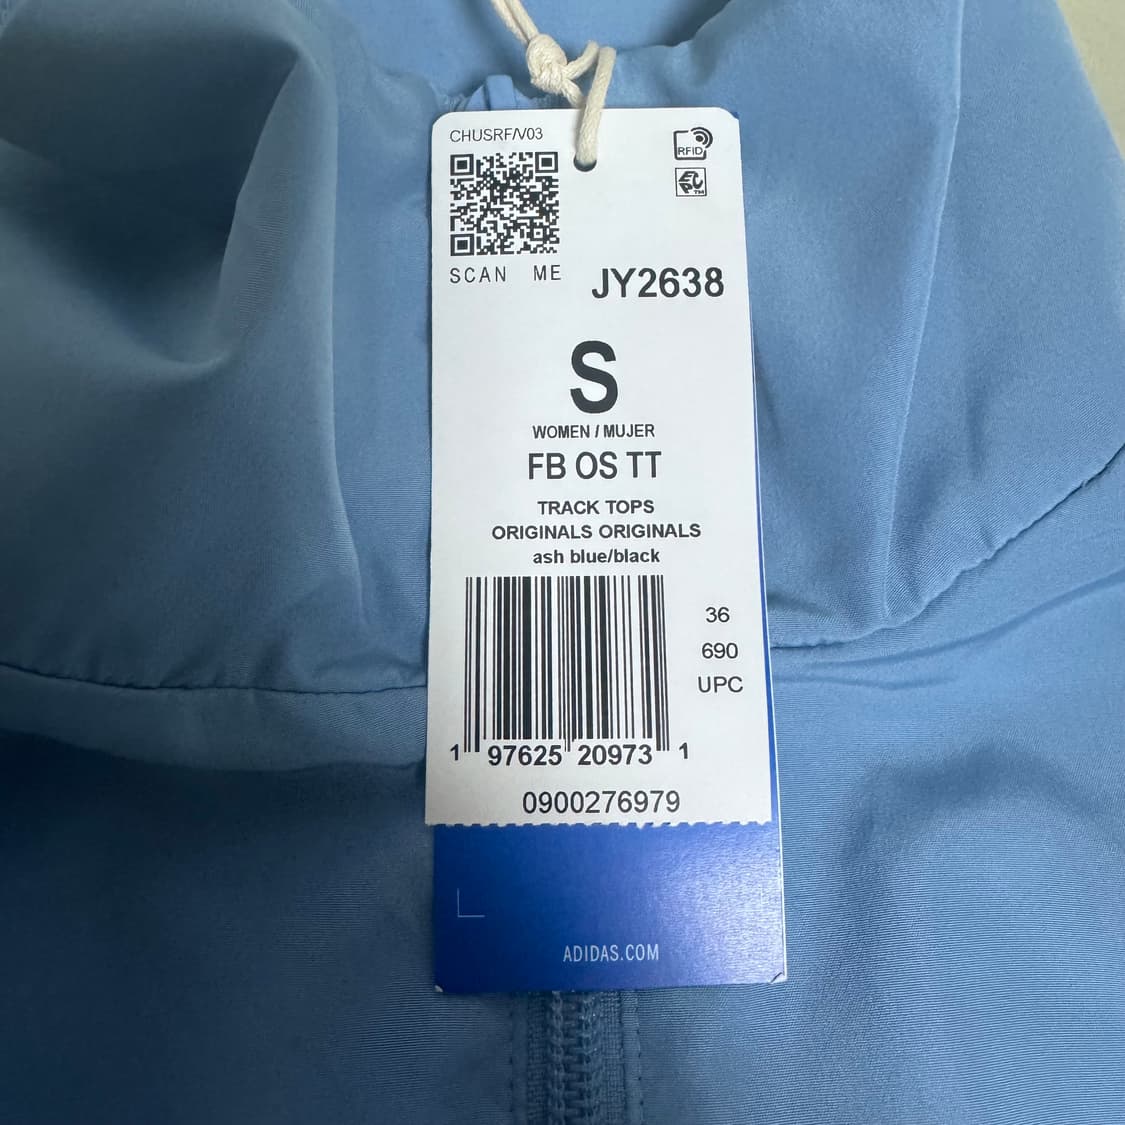 CHUSRF/V03
RFID
SCAN ME
JY2638
S
WOMEN / MUJER
FB OS TT
TRACK TOPS
ORIGINALS ORIGINALS
ash blue/black
36
690
UPC
1 97625 20973 1
0900276979
ADIDAS.COM